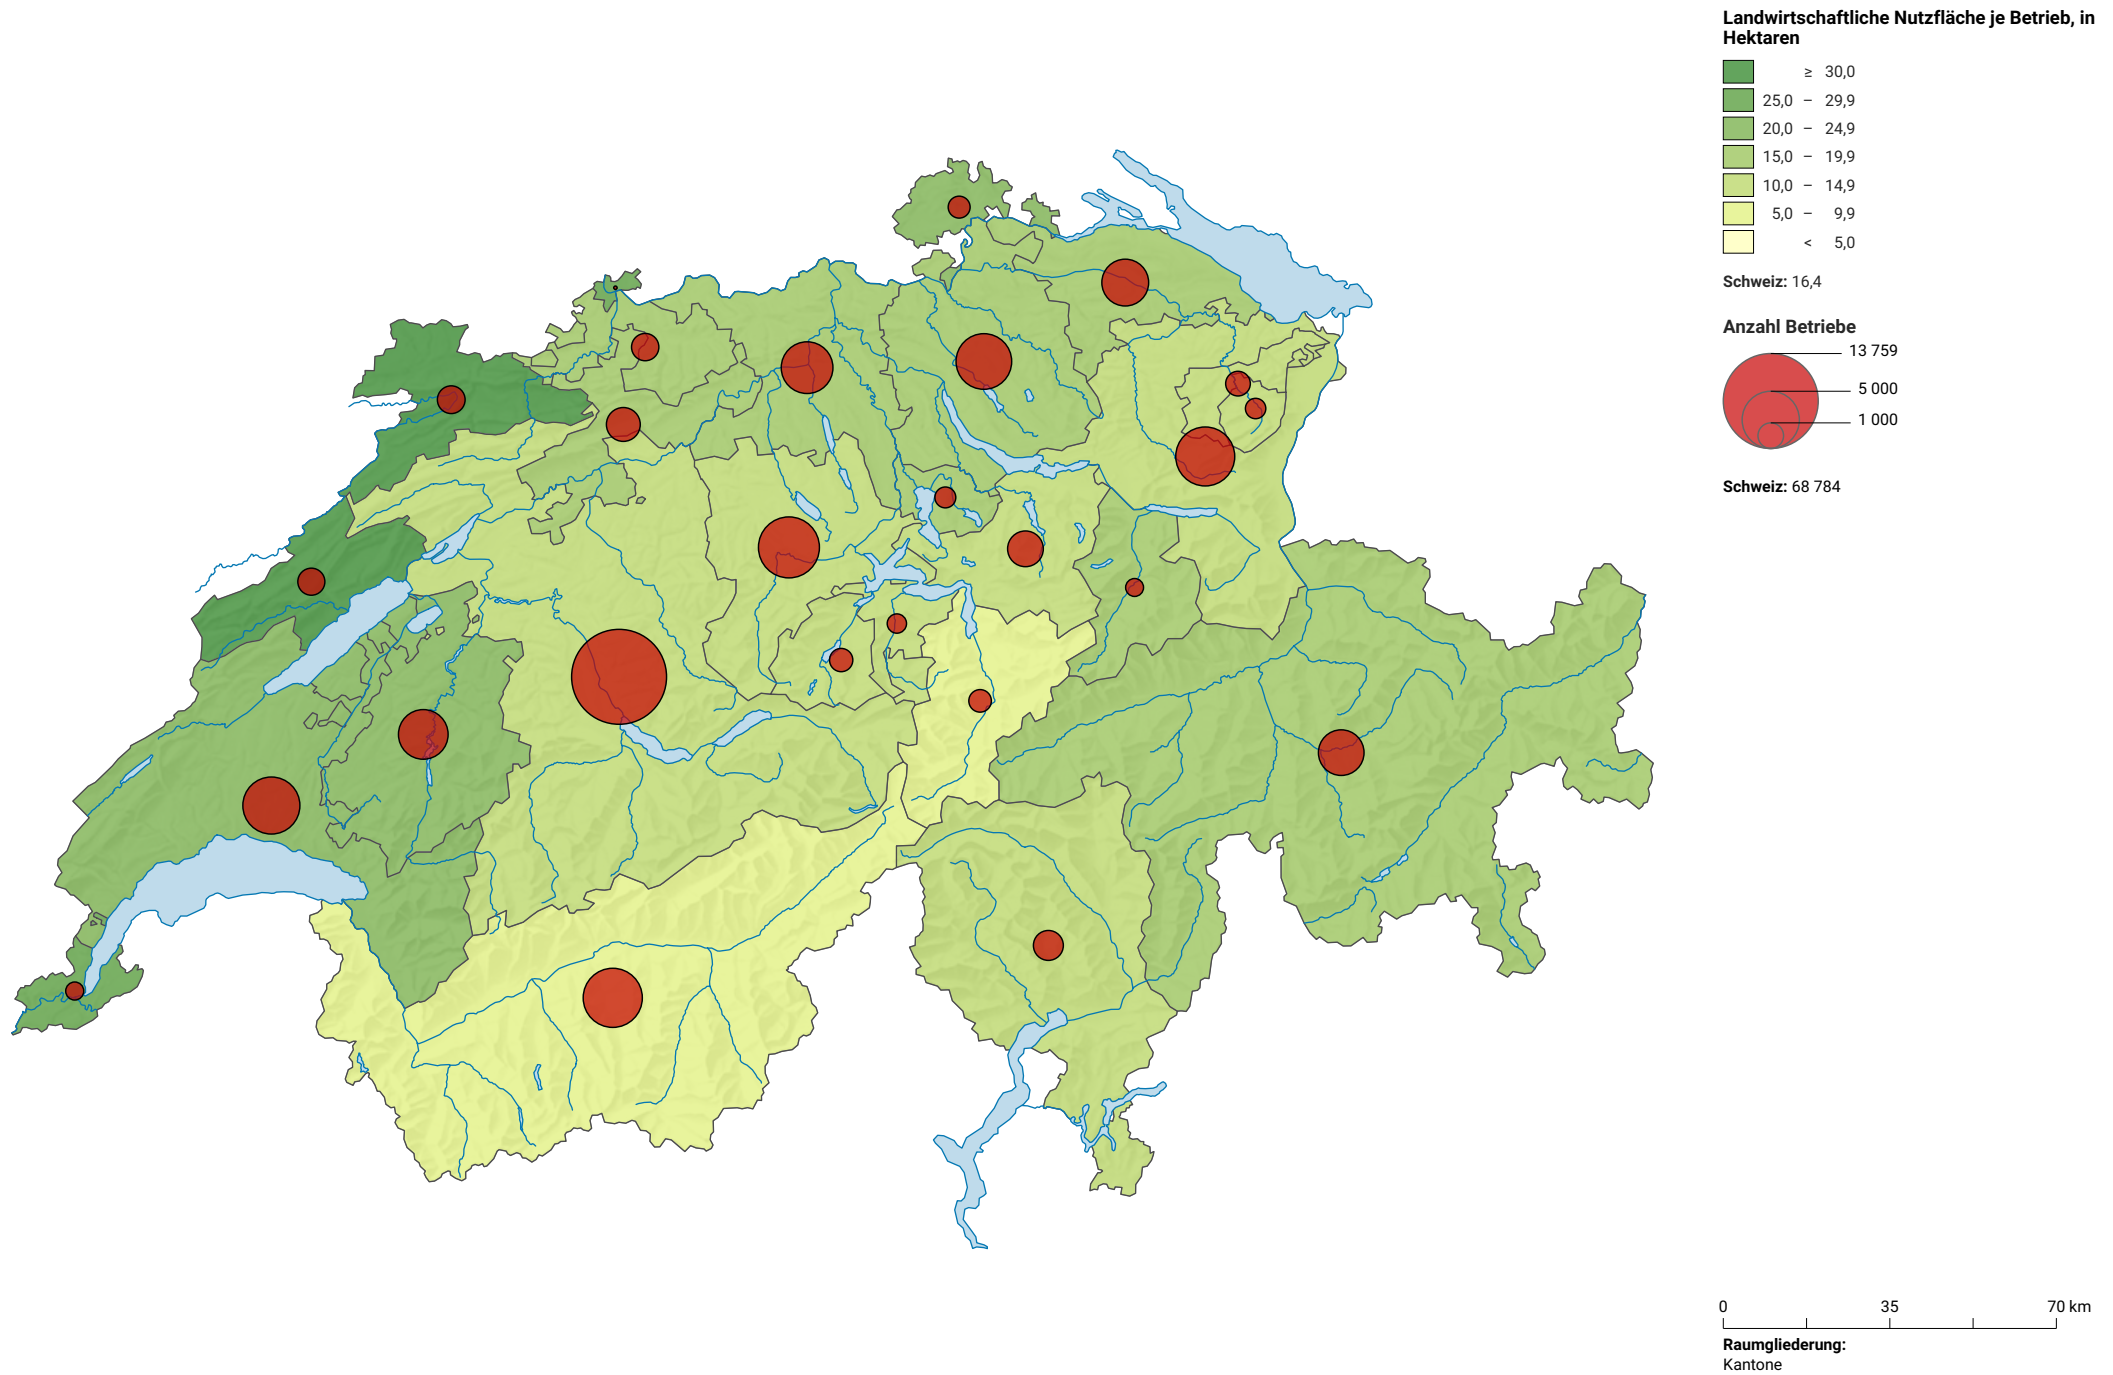 Landwirtschaftliche Nutzfläche je Betrieb, in
Hektaren
≥ 30,0
25,0 – 29,9
20,0 – 24,9
15,0 – 19,9
10,0 – 14,9
5,0 – 9,9
< 5,0
Schweiz: 16,4
Anzahl Betriebe
13 759
5 000
1 000
Schweiz: 68 784
0 35 70 km
Raumgliederung:
Kantone